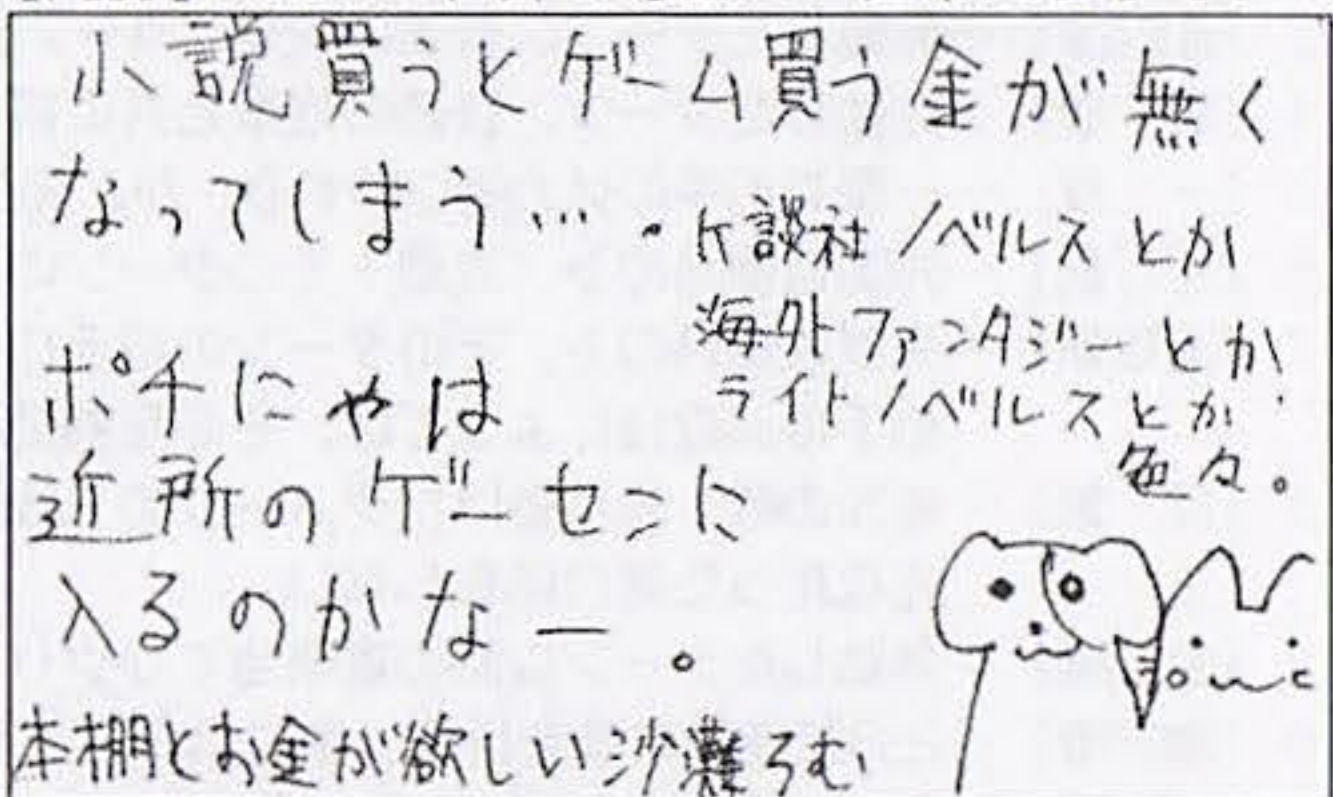 小説買うとゲーム買う金が無く
なってしまう…。
講談社ノベルスとか
海外ファンタジーとか
ライトノベルスとか
色々。
ポチにゃは
近所のゲーセンに
入るのかなー。
本棚とお金が欲しい沙灘ろむ